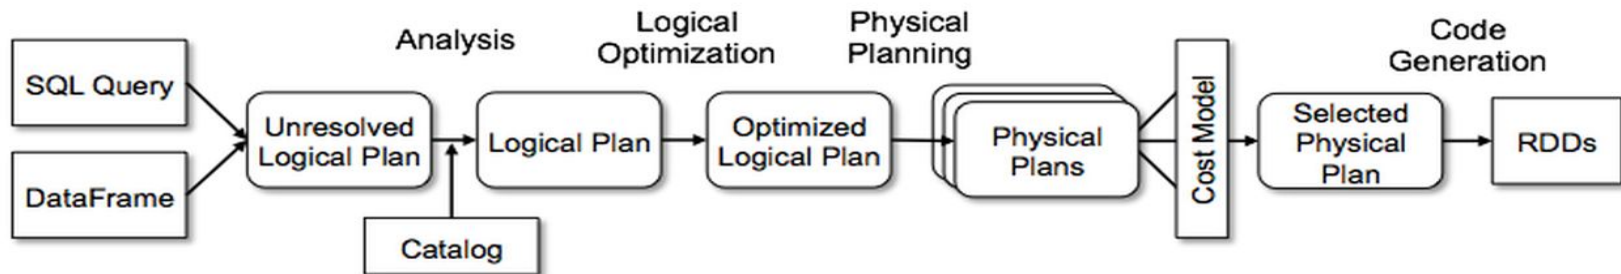 Analysis
Logical
Optimization
Physical
Planning
Code
Generation
SQL Query
DataFrame
Unresolved
Logical Plan
Catalog
Logical Plan
Optimized
Logical Plan
Physical
Plans
Cost Model
Selected
Physical
Plan
RDDs